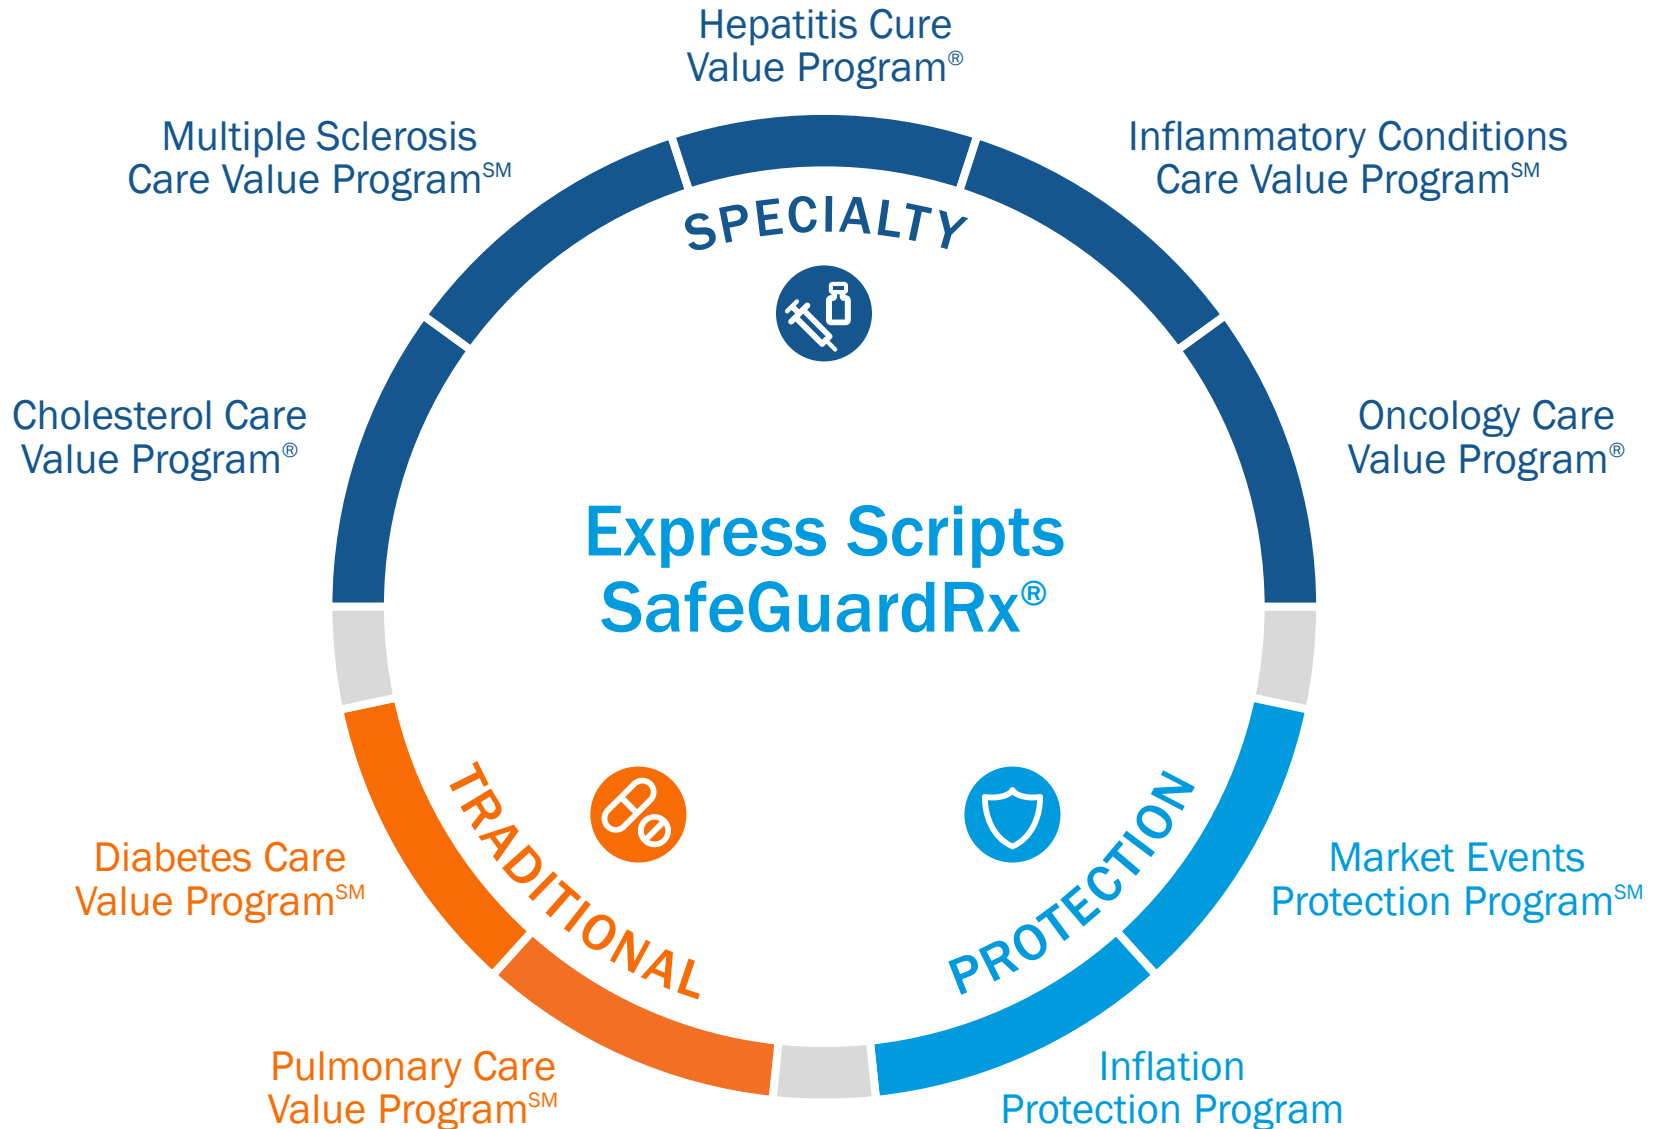 Hepatitis Cure
Value Program®
Multiple Sclerosis
Care Value ProgramSM
Inflammatory Conditions
Care Value ProgramSM
SPECIALTY
Cholesterol Care
Value Program®
Oncology Care
Value Program®
Express Scripts
SafeGuardRx®
TRADITIONAL
PROTECTION
Diabetes Care
Value ProgramSM
Market Events
Protection ProgramSM
Pulmonary Care
Value ProgramSM
Inflation
Protection Program